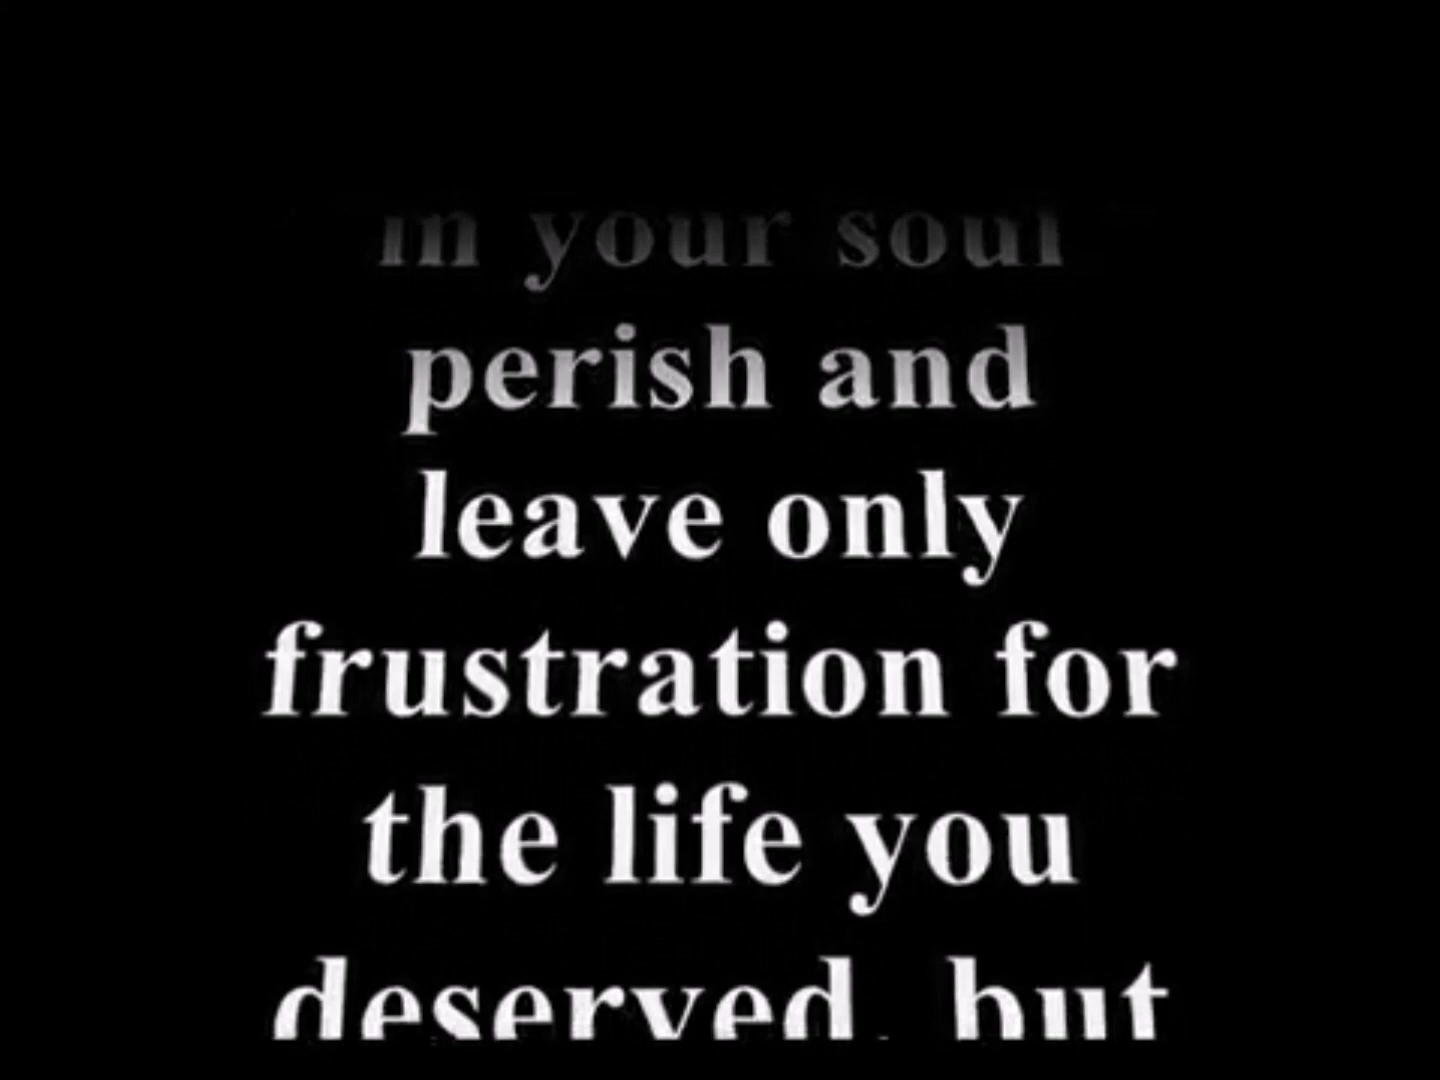 in your soul
perish and
leave only
frustration for
the life you
deserved, but